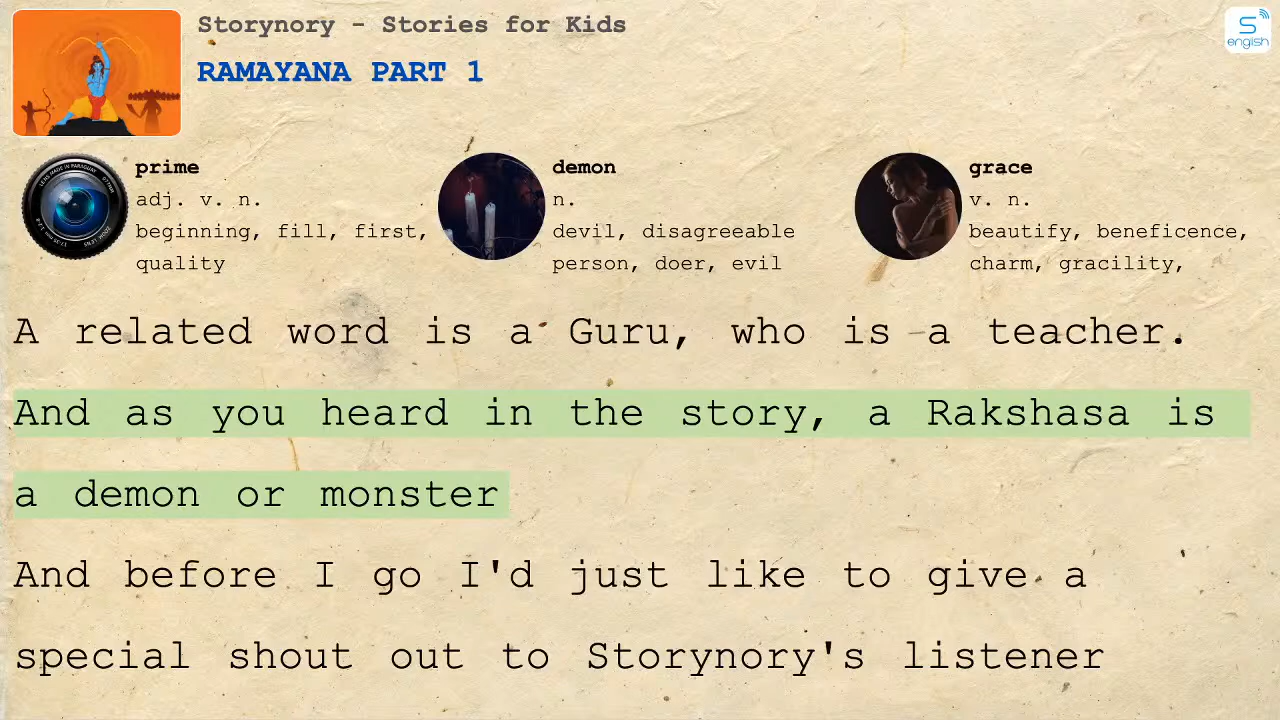 Storynory - Stories for Kids
RAMAYANA PART 1
S
english
prime
adj. v. n.
beginning, fill, first,
quality
demon
n.
devil, disagreeable
person, doer, evil
grace
v. n.
beautify, beneficence,
charm, gracility,
A related word is a Guru, who is a teacher.
And as you heard in the story, a Rakshasa is
a demon or monster
And before I go I'd just like to give a
special shout out to Storynory's listener